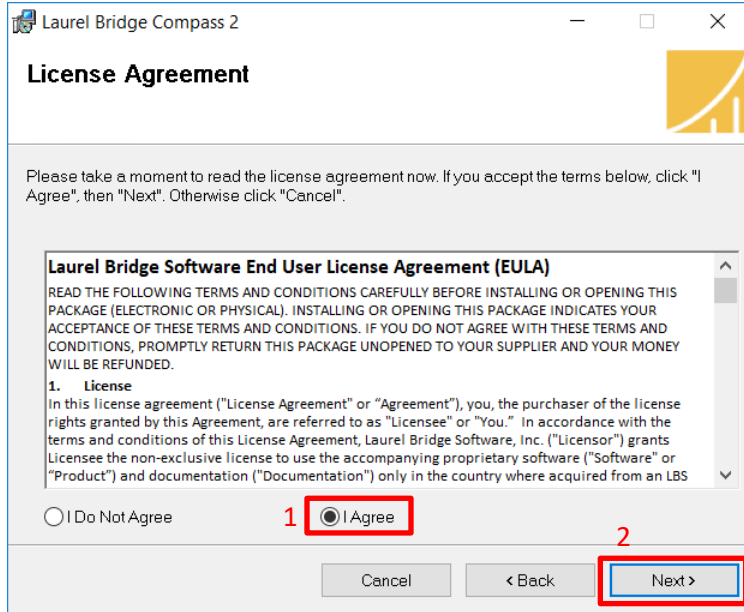 Laurel Bridge Compass 2
License Agreement
Please take a moment to read the license agreement now. If you accept the terms below, click "I
Agree", then "Next". Otherwise click "Cancel".
Laurel Bridge Software End User License Agreement (EULA)
READ THE FOLLOWING TERMS AND CONDITIONS CAREFULLY BEFORE INSTALLING OR OPENING THIS
PACKAGE (ELECTRONIC OR PHYSICAL). INSTALLING OR OPENING THIS PACKAGE INDICATES YOUR
ACCEPTANCE OF THESE TERMS AND CONDITIONS. IF YOU DO NOT AGREE WITH THESE TERMS AND
CONDITIONS, PROMPTLY RETURN THIS PACKAGE UNOPENED TO YOUR SUPPLIER AND YOUR MONEY
WILL BE REFUNDED.
1. License
In this license agreement ("License Agreement" or “Agreement”), you, the purchaser of the license
rights granted by this Agreement, are referred to as "Licensee" or "You.” In accordance with the
terms and conditions of this License Agreement, Laurel Bridge Software, Inc. ("Licensor") grants
Licensee the non-exclusive license to use the accompanying proprietary software ("Software" or
“Product”) and documentation ("Documentation") only in the country where acquired from an LBS
I Do Not Agree 1 I Agree
2
Cancel < Back Next >